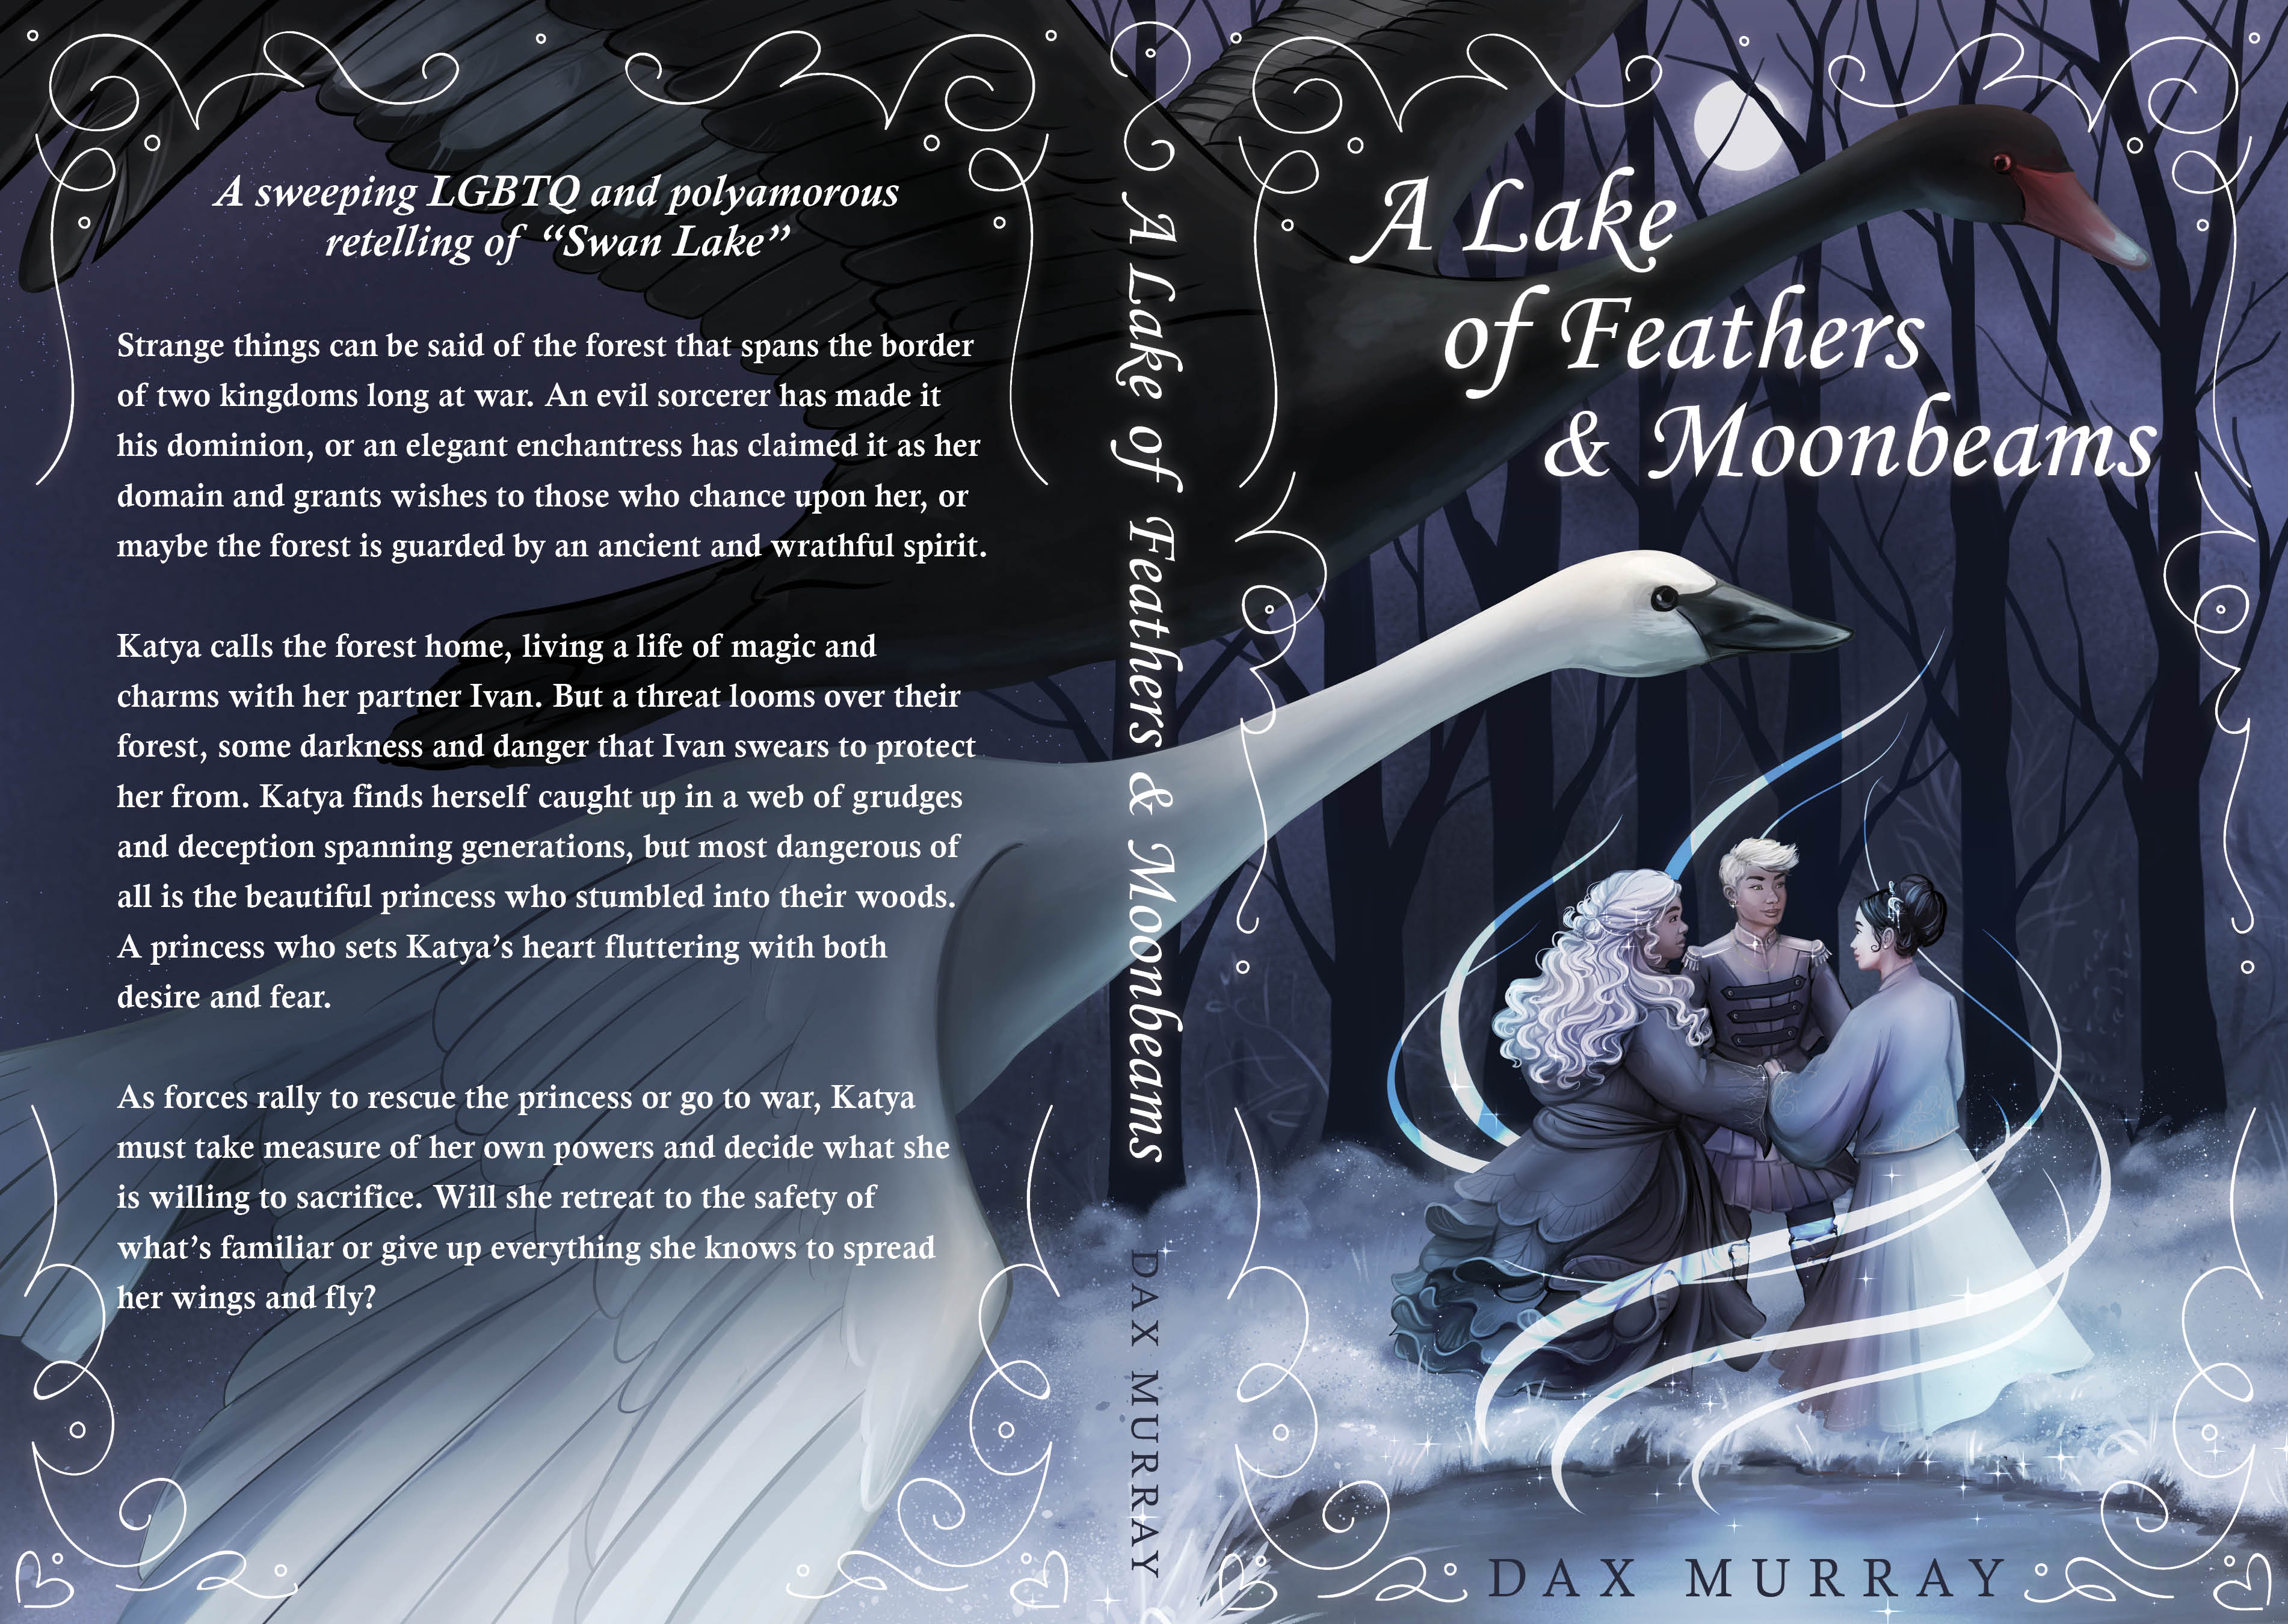 A sweeping LGBTQ and polyamorous
retelling of “Swan Lake”
Strange things can be said of the forest that spans the border
of two kingdoms long at war. An evil sorcerer has made it
his dominion, or an elegant enchantress has claimed it as her
domain and grants wishes to those who chance upon her, or
maybe the forest is guarded by an ancient and wrathful spirit.
Katya calls the forest home, living a life of magic and
charms with her partner Ivan. But a threat looms over their
forest, some darkness and danger that Ivan swears to protect
her from. Katya finds herself caught up in a web of grudges
and deception spanning generations, but most dangerous of
all is the beautiful princess who stumbled into their woods.
A princess who sets Katya’s heart fluttering with both
desire and fear.
As forces rally to rescue the princess or go to war, Katya
must take measure of her own powers and decide what she
is willing to sacrifice. Will she retreat to the safety of
what’s familiar or give up everything she knows to spread
her wings and fly?
A Lake of Feathers & Moonbeams
DAX MURRAY
A Lake
of Feathers
& Moonbeams
DAX MURRAY